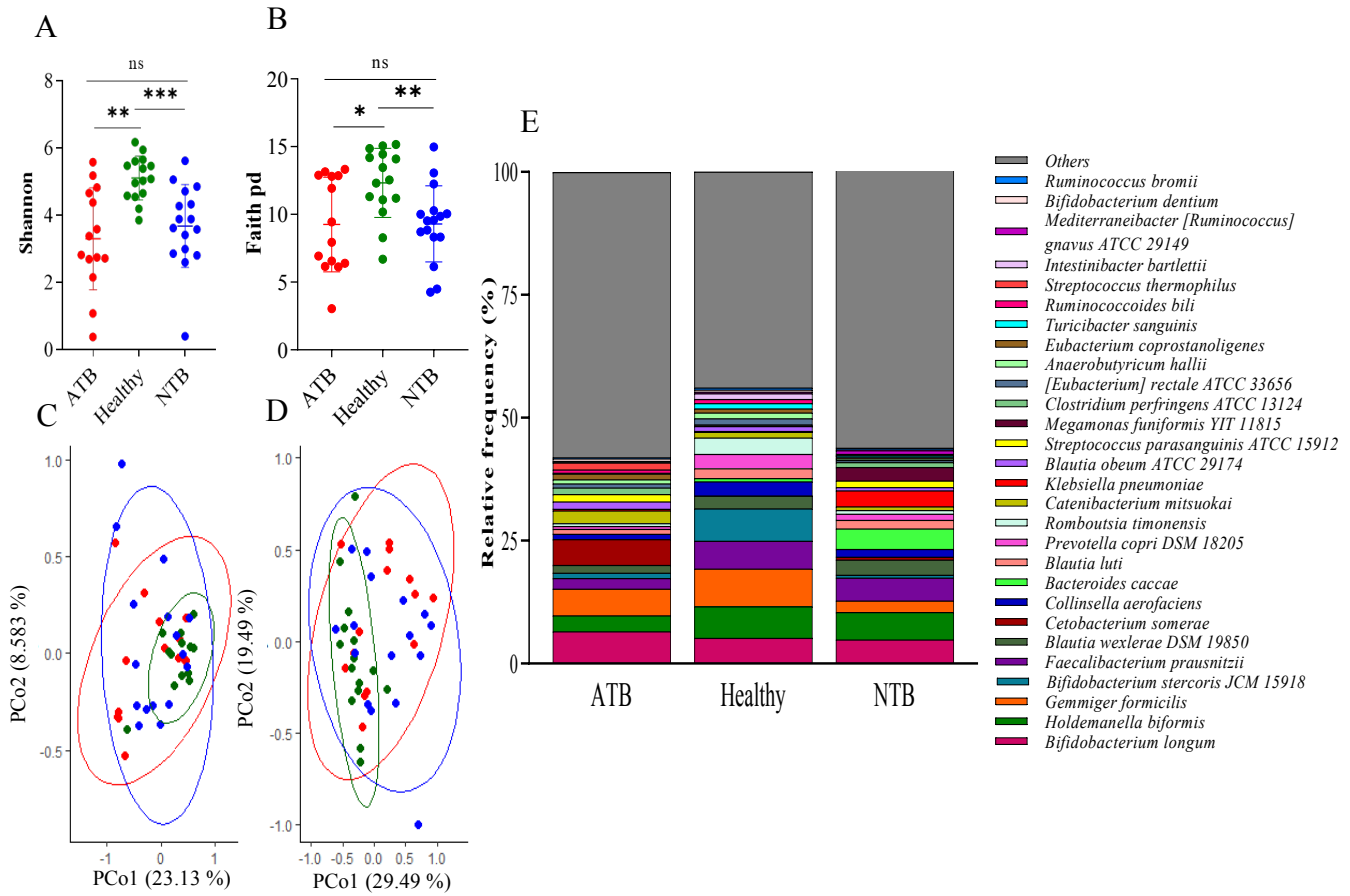 A
ns
***
**
Shannon
8
6
4
2
0
ATB
Healthy
NTB
B
ns
**
*
Faith pd
20
15
10
5
0
ATB
Healthy
NTB
C
PCo2 (8.583 %)
1.0
0.5
0.0
-0.5
-1
0
1
PCo1 (23.13 %)
D
PCo2 (19.49 %)
1.0
0.5
0.0
-0.5
-1.0
-1.0
-0.5
0.0
0.5
1.0
PCo1 (29.49 %)
E
Relative frequency (%)
100
75
50
25
0
ATB
Healthy
NTB
Others
Ruminococcus bromii
Bifidobacterium dentium
Mediterraneibacter [Ruminococcus]
gnavus ATCC 29149
Intestinibacter bartlettii
Streptococcus thermophilus
Ruminococcoides bili
Turicibacter sanguinis
Eubacterium coprostanoligenes
Anaerobutyricum hallii
[Eubacterium] rectale ATCC 33656
Clostridium perfringens ATCC 13124
Megamonas funiformis YIT 11815
Streptococcus parasanguinis ATCC 15912
Blautia obeum ATCC 29174
Klebsiella pneumoniae
Catenibacterium mitsuokai
Romboutsia timonensis
Prevotella copri DSM 18205
Blautia luti
Bacteroides caccae
Collinsella aerofaciens
Cetobacterium somerae
Blautia wexlerae DSM 19850
Faecalibacterium prausnitzii
Bifidobacterium stercoris JCM 15918
Gemmiger formicilis
Holdemanella biformis
Bifidobacterium longum